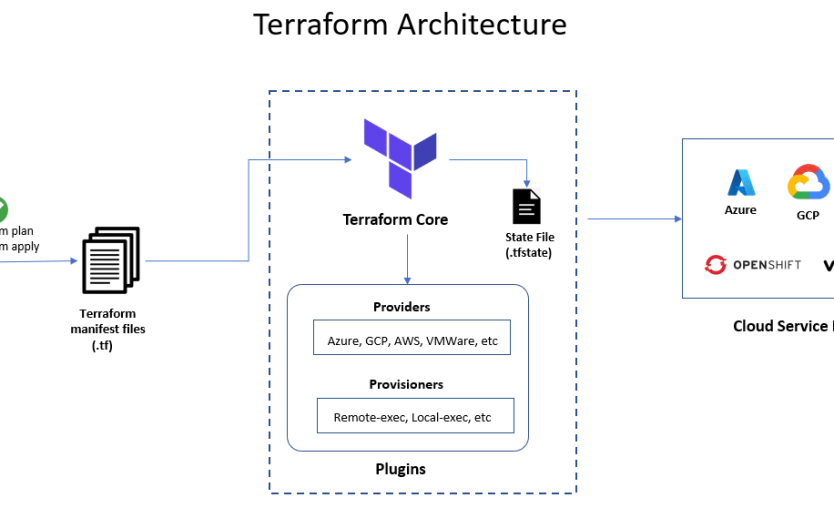 Terraform Architecture
plan
apply
Terraform
manifest files
(.tf)
Terraform Core
State File
(.tfstate)
Providers
Azure, GCP, AWS, VMWare, etc
Provisioners
Remote-exec, Local-exec, etc
Plugins
Azure
GCP
OPENSHIFT
Cloud Service